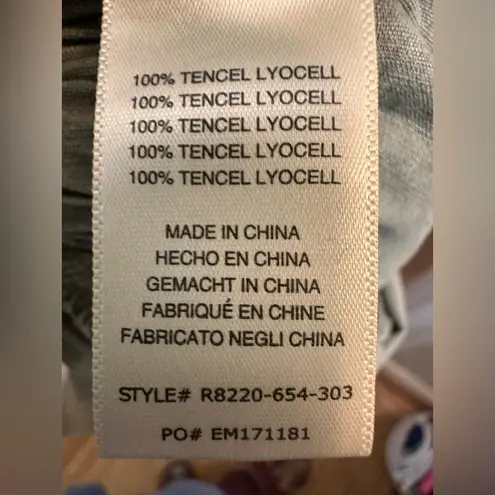 100% TENCEL LYOCELL
100% TENCEL LYOCELL
100% TENCEL LYOCELL
100% TENCEL LYOCELL
100% TENCEL LYOCELL
MADE IN CHINA
HECHO EN CHINA
GEMACHT IN CHINA
FABRIQUÉ EN CHINE
FABRICATO NEGLI CHINA
STYLE# R8220-654-303
PO# EM171181